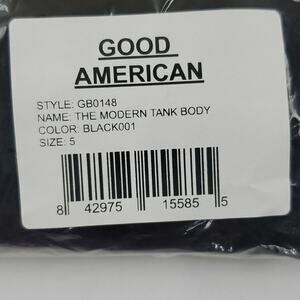 GOOD
AMERICAN
STYLE: GB0148
NAME: THE MODERN TANK BODY
COLOR: BLACK001
SIZE: 5
8 42975 15585 5